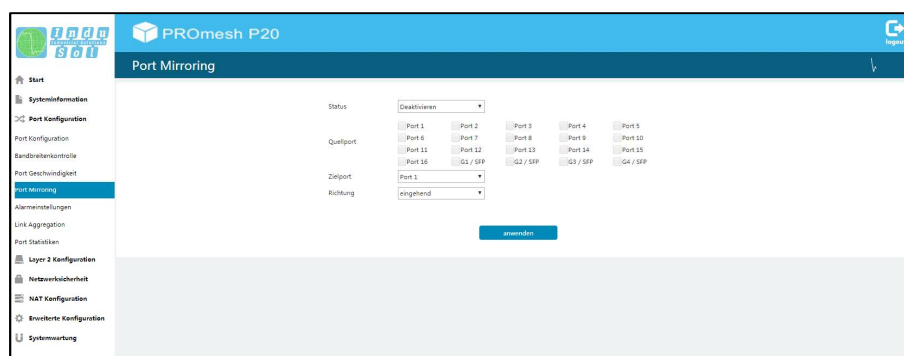 Indu
Industrial Solutions
Sol
PROmesh P20
logout
Port Mirroring
Start
Systeminformation
Port Konfiguration
Port Konfiguration
Bandbreitenkontrolle
Port Geschwindigkeit
Port Mirroring
Alarmeinstellungen
Link Aggregation
Port Statistiken
Layer 2 Konfiguration
Netzwerksicherheit
NAT Konfiguration
Erweiterte Konfiguration
Systemwartung
Status Deaktivieren
Quellport
Port 1 Port 2 Port 3 Port 4 Port 5
Port 6 Port 7 Port 8 Port 9 Port 10
Port 11 Port 12 Port 13 Port 14 Port 15
Port 16 G1 / SFP G2 / SFP G3 / SFP G4 / SFP
Zielport Port 1
Richtung eingehend
anwenden